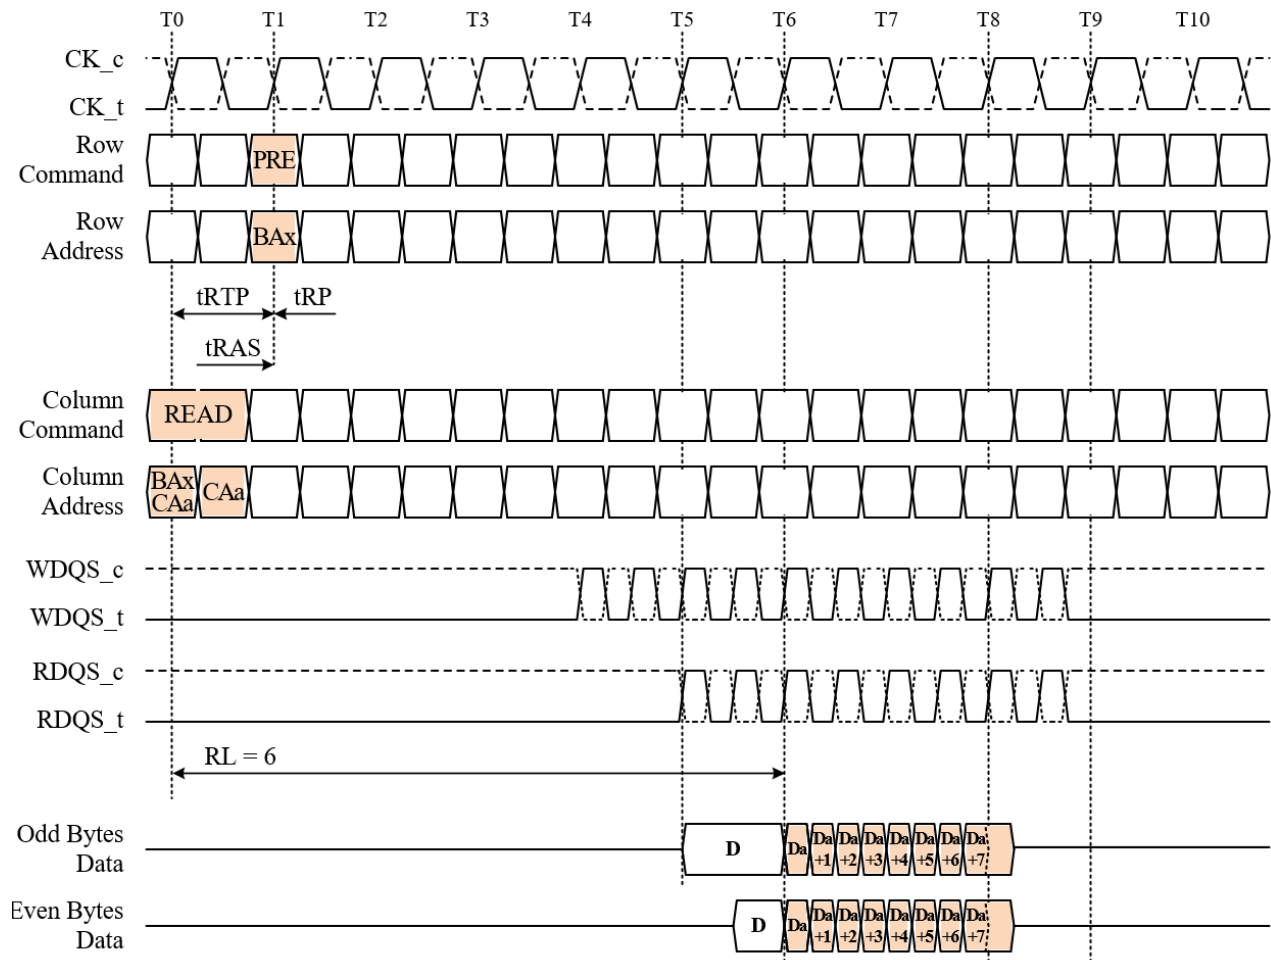 T0 T1 T2 T3 T4 T5 T6 T7 T8 T9 T10
CK_c
CK_t
Row
Command
PRE
Row
Address
BAx
tRTP tRP
tRAS
Column
Command
READ
Column
Address
BAx
CAa
CAa
WDQS_c
WDQS_t
RDQS_c
RDQS_t
RL = 6
Odd Bytes
Data
D Da Da+1 Da+2 Da+3 Da+4 Da+5 Da+6 Da+7
Even Bytes
Data
D Da Da+1 Da+2 Da+3 Da+4 Da+5 Da+6 Da+7